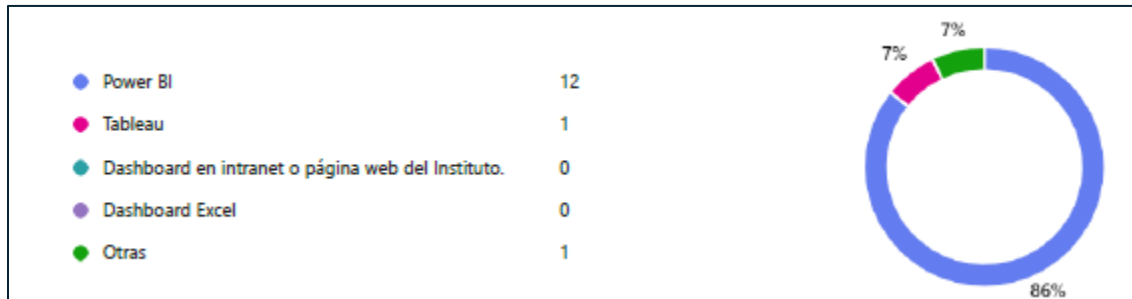 Power BI 12
Tableau 1
Dashboard en intranet o página web del Instituto. 0
Dashboard Excel 0
Otras 1
7%
7%
86%